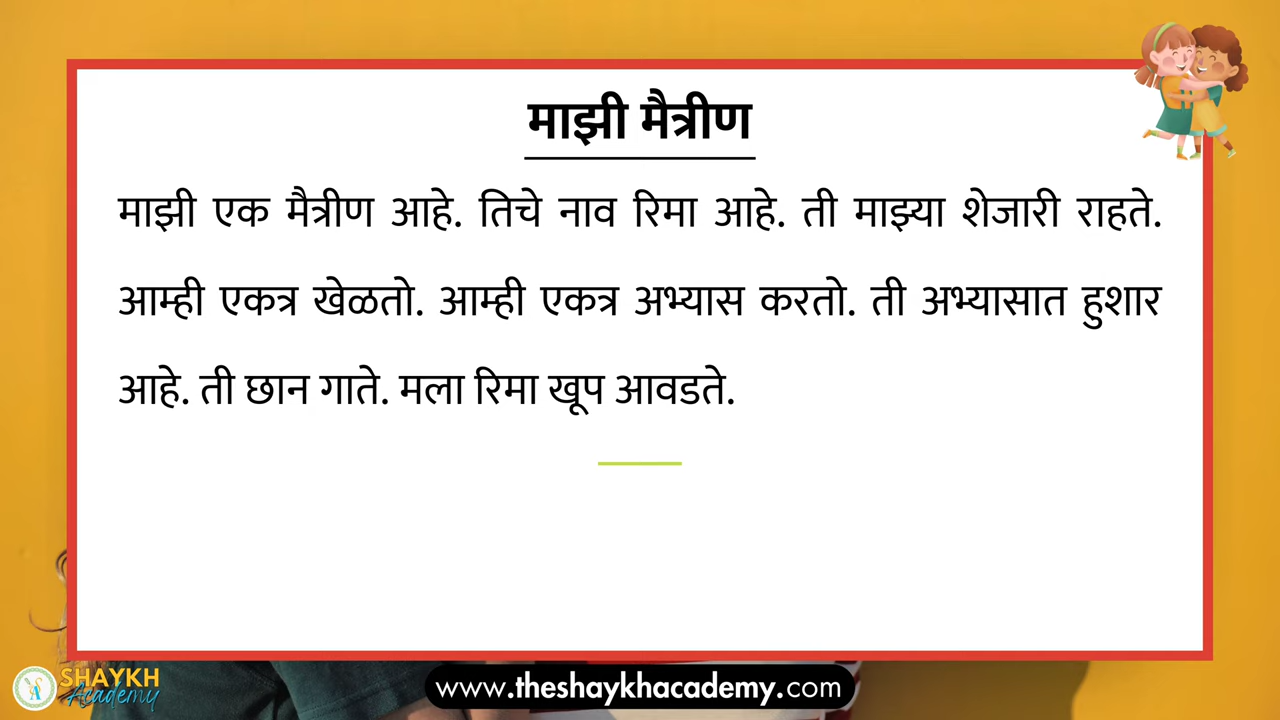 माझी मैत्रीण
माझी एक मैत्रीण आहे. तिचे नाव रिमा आहे. ती माझ्या शेजारी राहते.
आम्ही एकत्र खेळतो. आम्ही एकत्र अभ्यास करतो. ती अभ्यासात हुशार
आहे. ती छान गाते. मला रिमा खूप आवडते.
SHAYKH
Academy
www.theshaykhacademy.com